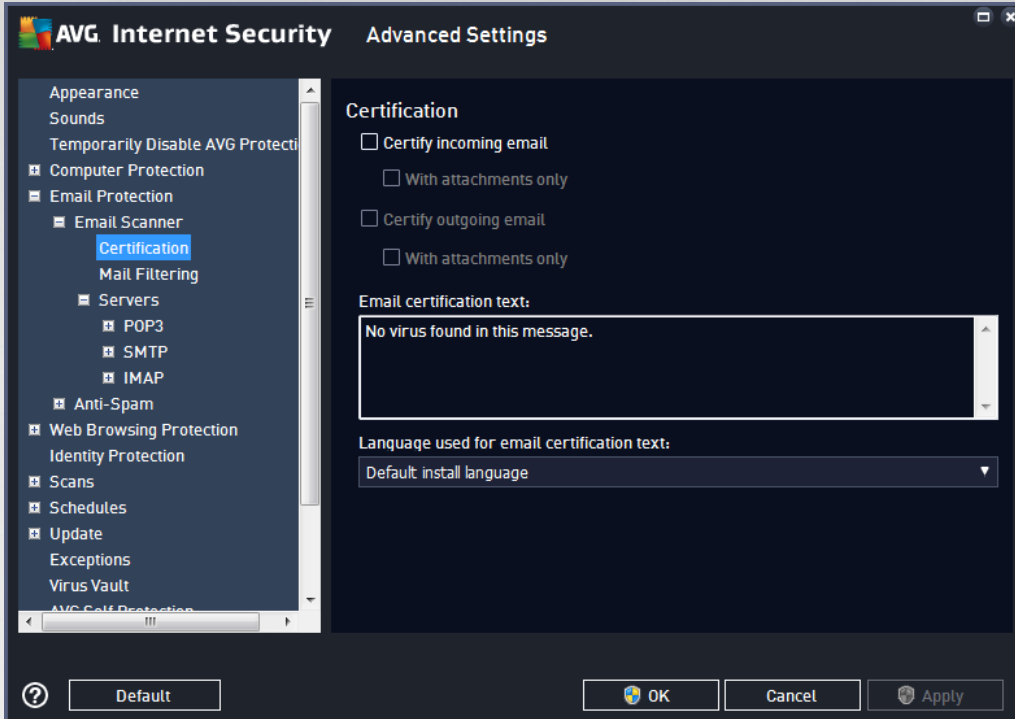 AVG Internet Security Advanced Settings
Appearance
Sounds
Temporarily Disable AVG Protecti
Computer Protection
Email Protection
Email Scanner
Certification
Mail Filtering
Servers
POP3
SMTP
IMAP
Anti-Spam
Web Browsing Protection
Identity Protection
Scans
Schedules
Update
Exceptions
Virus Vault
AVG Self Protection
Certification
Certify incoming email
With attachments only
Certify outgoing email
With attachments only
Email certification text:
No virus found in this message.
Language used for email certification text:
Default install language
Default
OK
Cancel
Apply